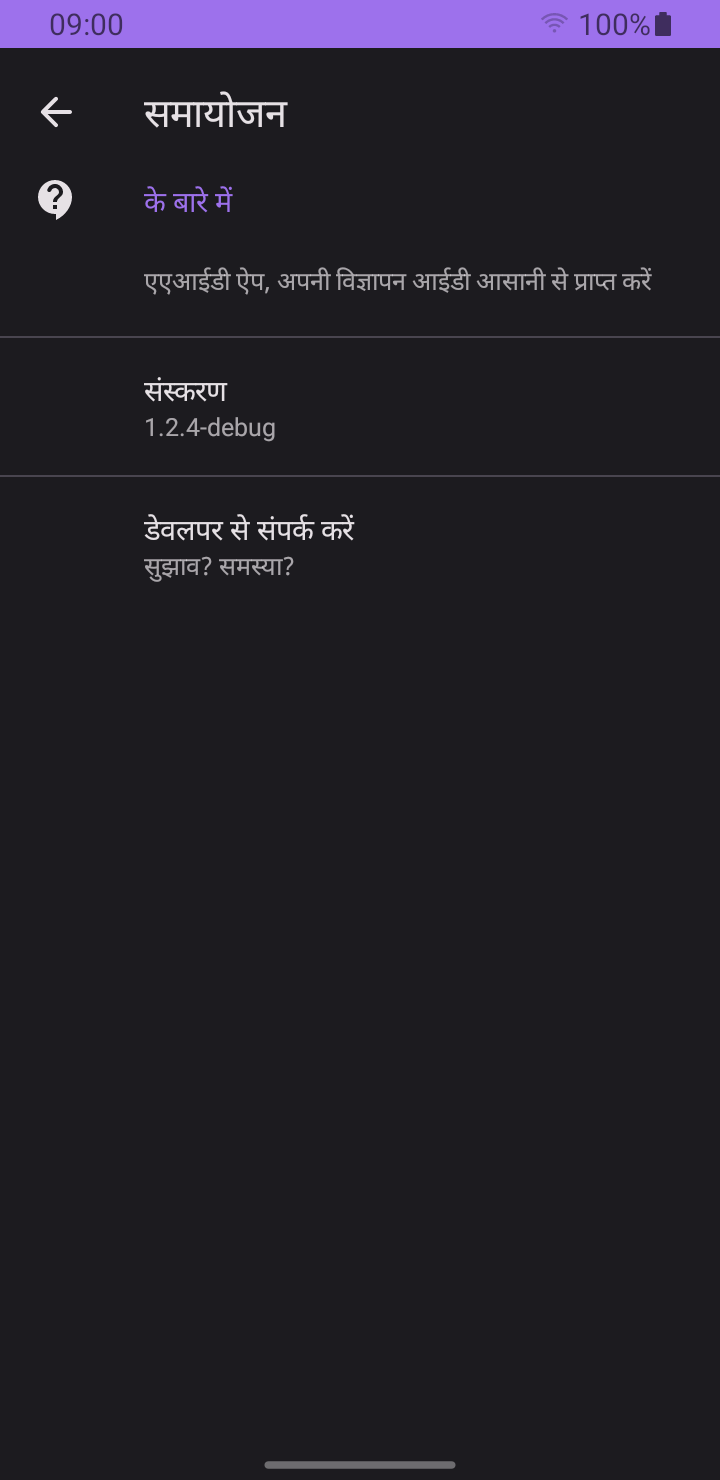 09:00
100%
समायोजन
के बारे में
एएआईडी ऐप, अपनी विज्ञापन आईडी आसानी से प्राप्त करें
संस्करण
1.2.4-debug
डेवलपर से संपर्क करें
सुझाव? समस्या?